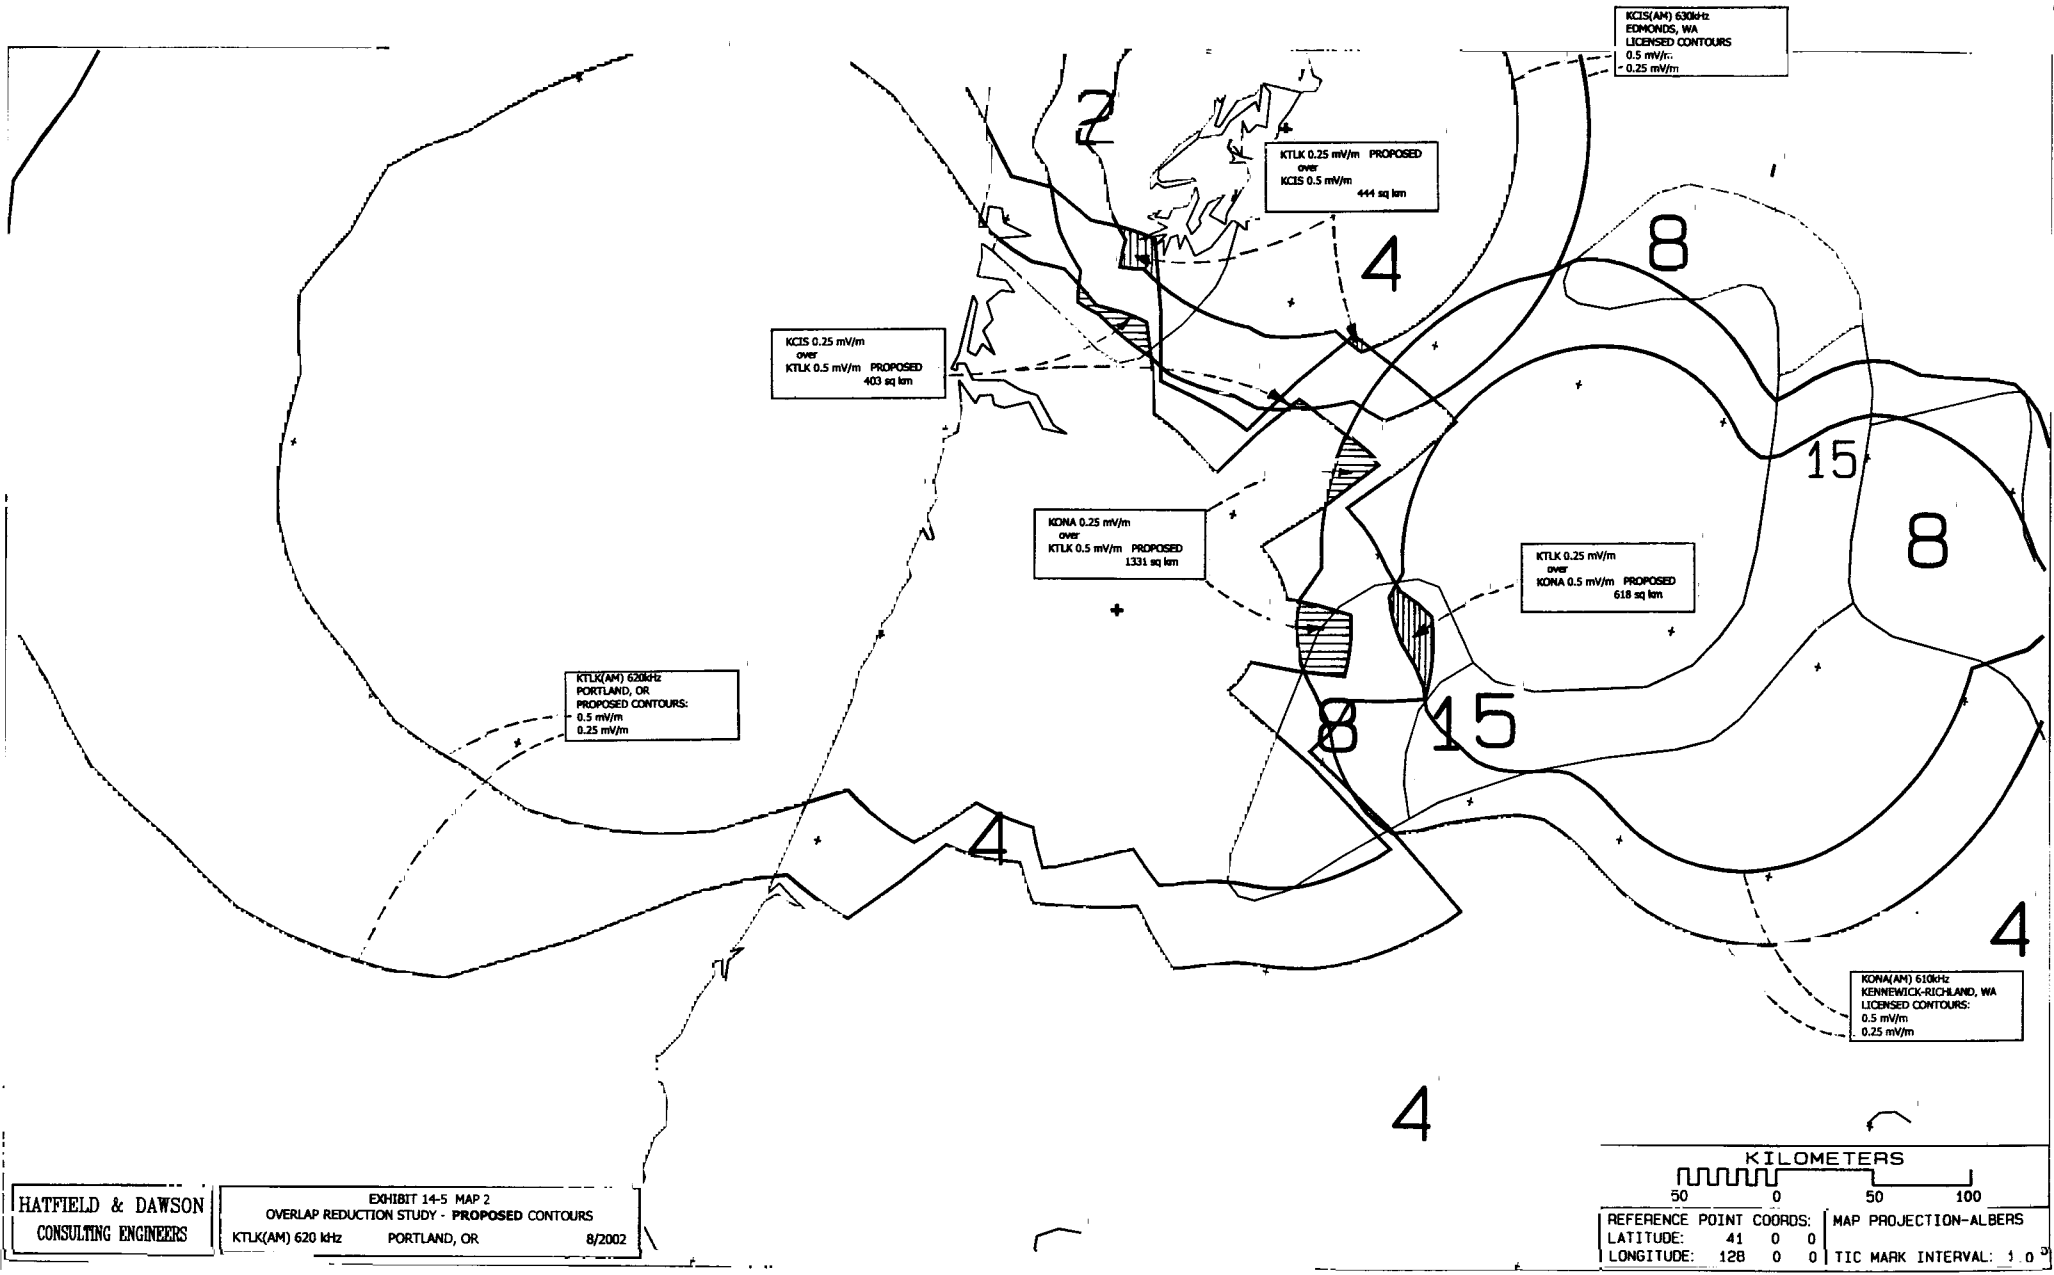 KCIS(AM) 630kHz
EDMONDS, WA
LICENSED CONTOURS
0.5 mV/m
0.25 mV/m
2
KTLK 0.25 mV/m PROPOSED
over
KCIS 0.5 mV/m
444 sq km
4
8
KCIS 0.25 mV/m
over
KTLK 0.5 mV/m PROPOSED
403 sq km
15
KONA 0.25 mV/m
over
KTLK 0.5 mV/m PROPOSED
1331 sq km
8
KTLK 0.25 mV/m
over
KONA 0.5 mV/m PROPOSED
618 sq km
KTLK(AM) 620kHz
PORTLAND, OR
PROPOSED CONTOURS:
0.5 mV/m
0.25 mV/m
8
15
4
4
KONA(AM) 610kHz
KENNEWICK-RICHLAND, WA
LICENSED CONTOURS:
0.5 mV/m
0.25 mV/m
4
KILOMETERS
50 0 50 100
HATFIELD & DAWSON
CONSULTING ENGINEERS
EXHIBIT 14-5 MAP 2
OVERLAP REDUCTION STUDY - PROPOSED CONTOURS
KTLK(AM) 620 kHz PORTLAND, OR 8/2002
REFERENCE POINT COORDS:
LATITUDE: 41 0 0
LONGITUDE: 128 0 0
MAP PROJECTION-ALBERS
TIC MARK INTERVAL: 1.0